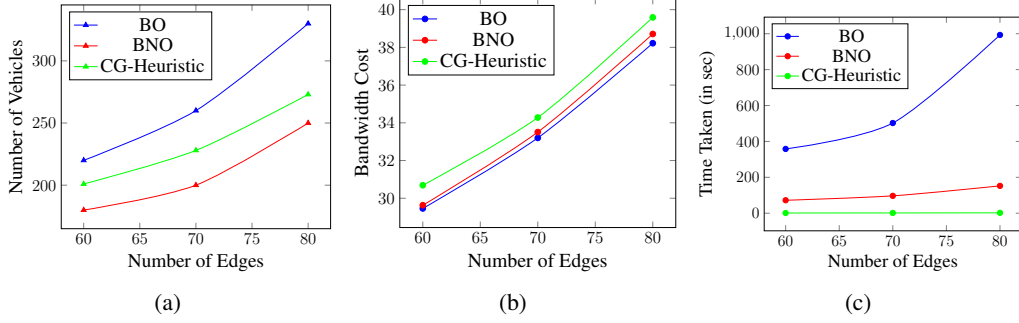 BO
BNO
CG-Heuristic
300
250
200
60
65
70
75
80
Number of Vehicles
Number of Edges
(a)
BO
BNO
CG-Heuristic
40
38
36
34
32
30
60
65
70
75
80
Bandwidth Cost
Number of Edges
(b)
BO
BNO
CG-Heuristic
1,000
800
600
400
200
0
60
65
70
75
80
Time Taken (in sec)
Number of Edges
(c)